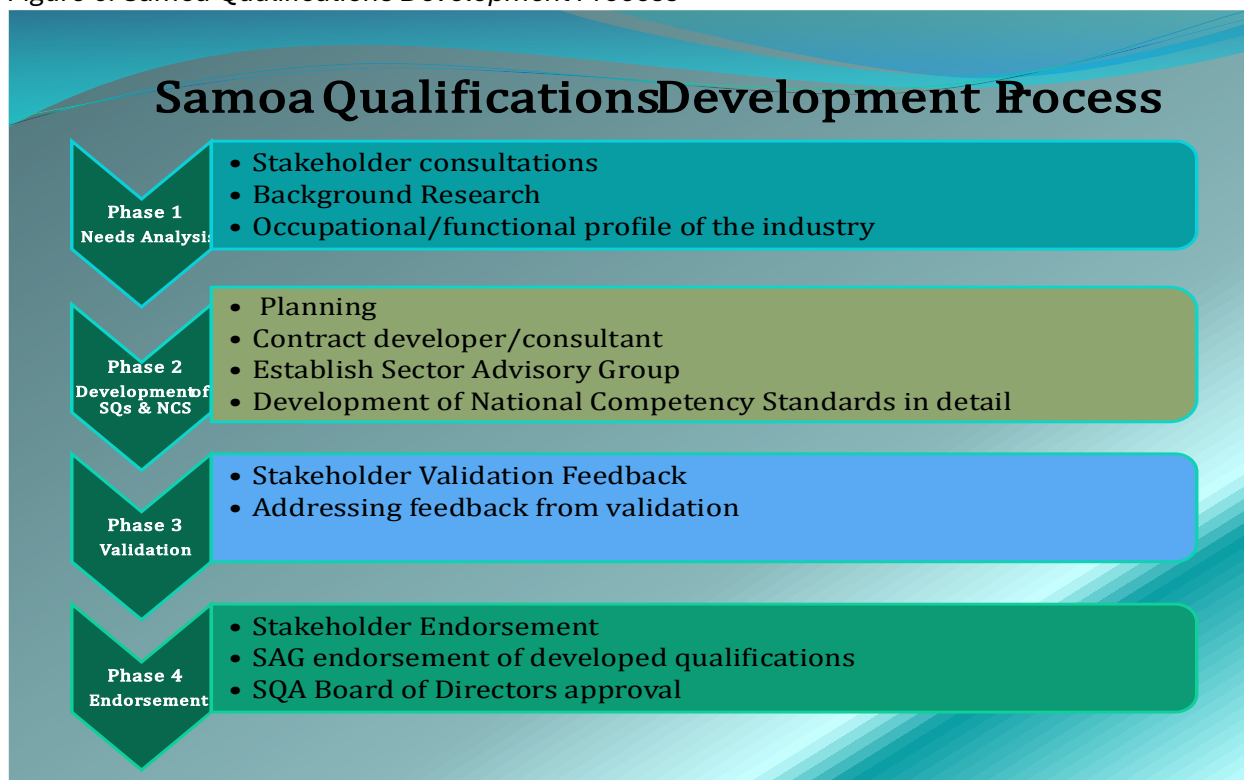 Samoa Qualifications Development Process
Phase 1
Needs Analysis
• Stakeholder consultations
• Background Research
• Occupational/functional profile of the industry
Phase 2
Development of
SQs & NCS
• Planning
• Contract developer/consultant
• Establish Sector Advisory Group
• Development of National Competency Standards in detail
Phase 3
Validation
• Stakeholder Validation Feedback
• Addressing feedback from validation
Phase 4
Endorsement
• Stakeholder Endorsement
• SAG endorsement of developed qualifications
• SQA Board of Directors approval